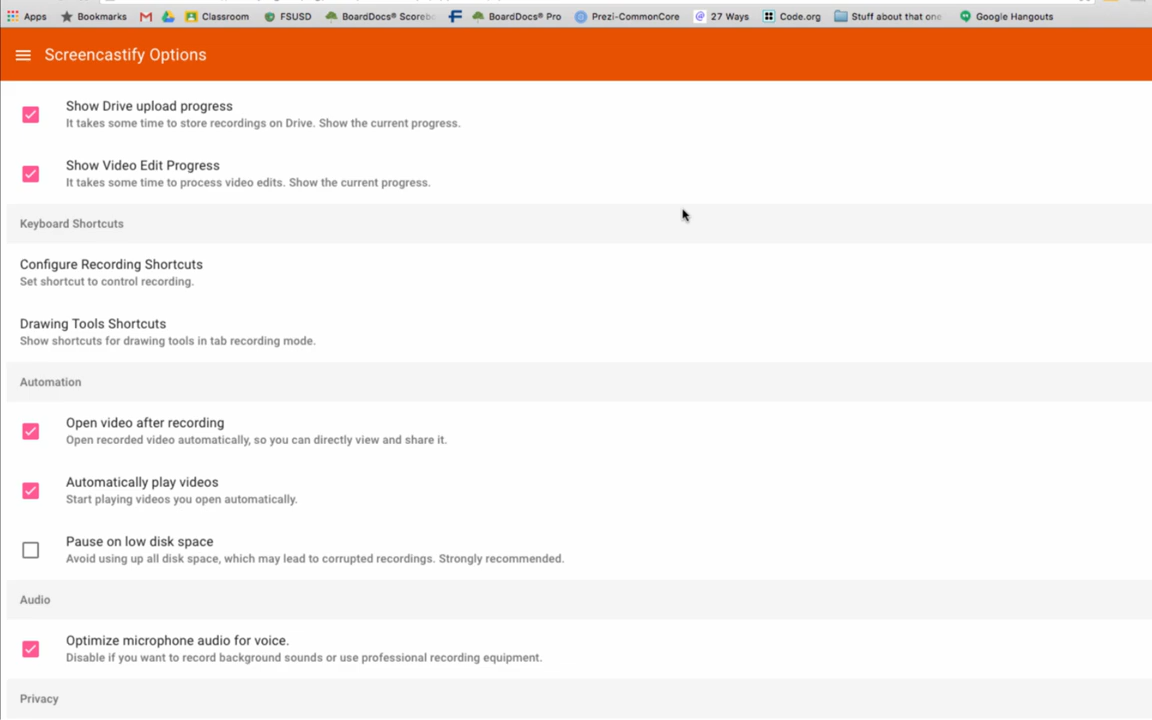 Apps Bookmarks Classroom FSUSD BoardDocs® Scoreb BoardDocs® Pro Prezi-CommonCore 27 Ways Code.org Stuff about that one Google Hangouts
Screencastify Options
Show Drive upload progress
It takes some time to store recordings on Drive. Show the current progress.
Show Video Edit Progress
It takes some time to process video edits. Show the current progress.
Keyboard Shortcuts
Configure Recording Shortcuts
Set shortcut to control recording.
Drawing Tools Shortcuts
Show shortcuts for drawing tools in tab recording mode.
Automation
Open video after recording
Open recorded video automatically, so you can directly view and share it.
Automatically play videos
Start playing videos you open automatically.
Pause on low disk space
Avoid using up all disk space, which may lead to corrupted recordings. Strongly recommended.
Audio
Optimize microphone audio for voice.
Disable if you want to record background sounds or use professional recording equipment.
Privacy